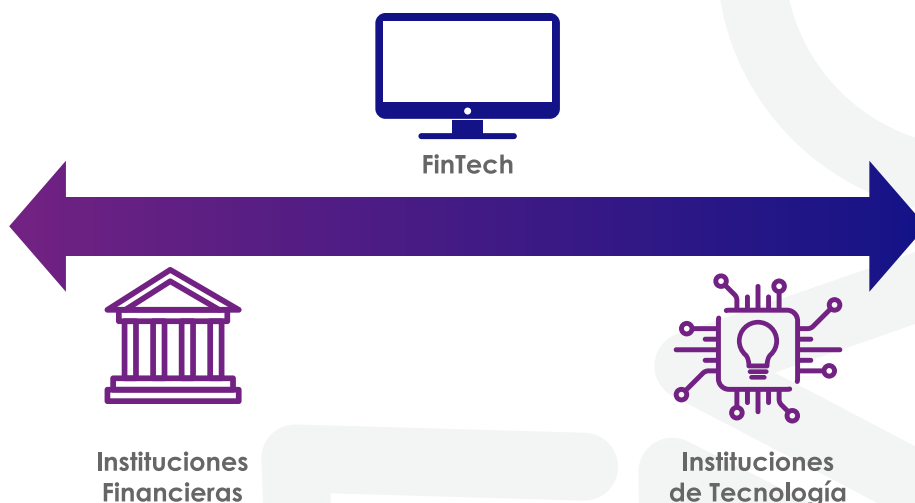 FinTech
Instituciones
Financieras
Instituciones
de Tecnología